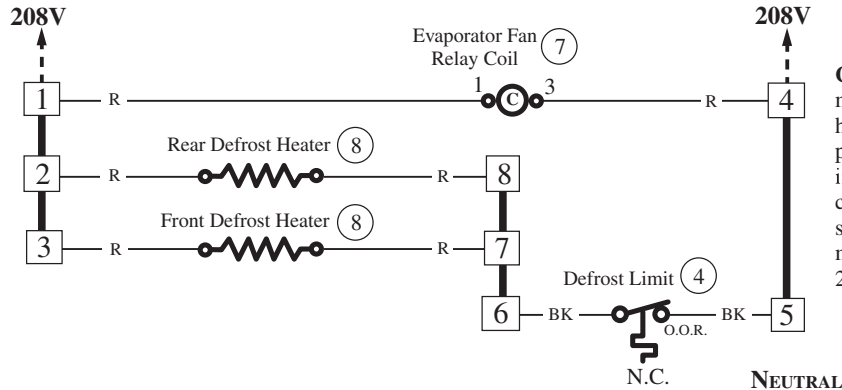 208V
208V
Evaporator Fan
Relay Coil
7
1
R
1
C
3
R
4
Rear Defrost Heater
8
2
R
R
8
Front Defrost Heater
8
3
R
R
7
Defrost Limit
4
6
BK
O.O.R.
BK
5
N.C.
NEUTRAL